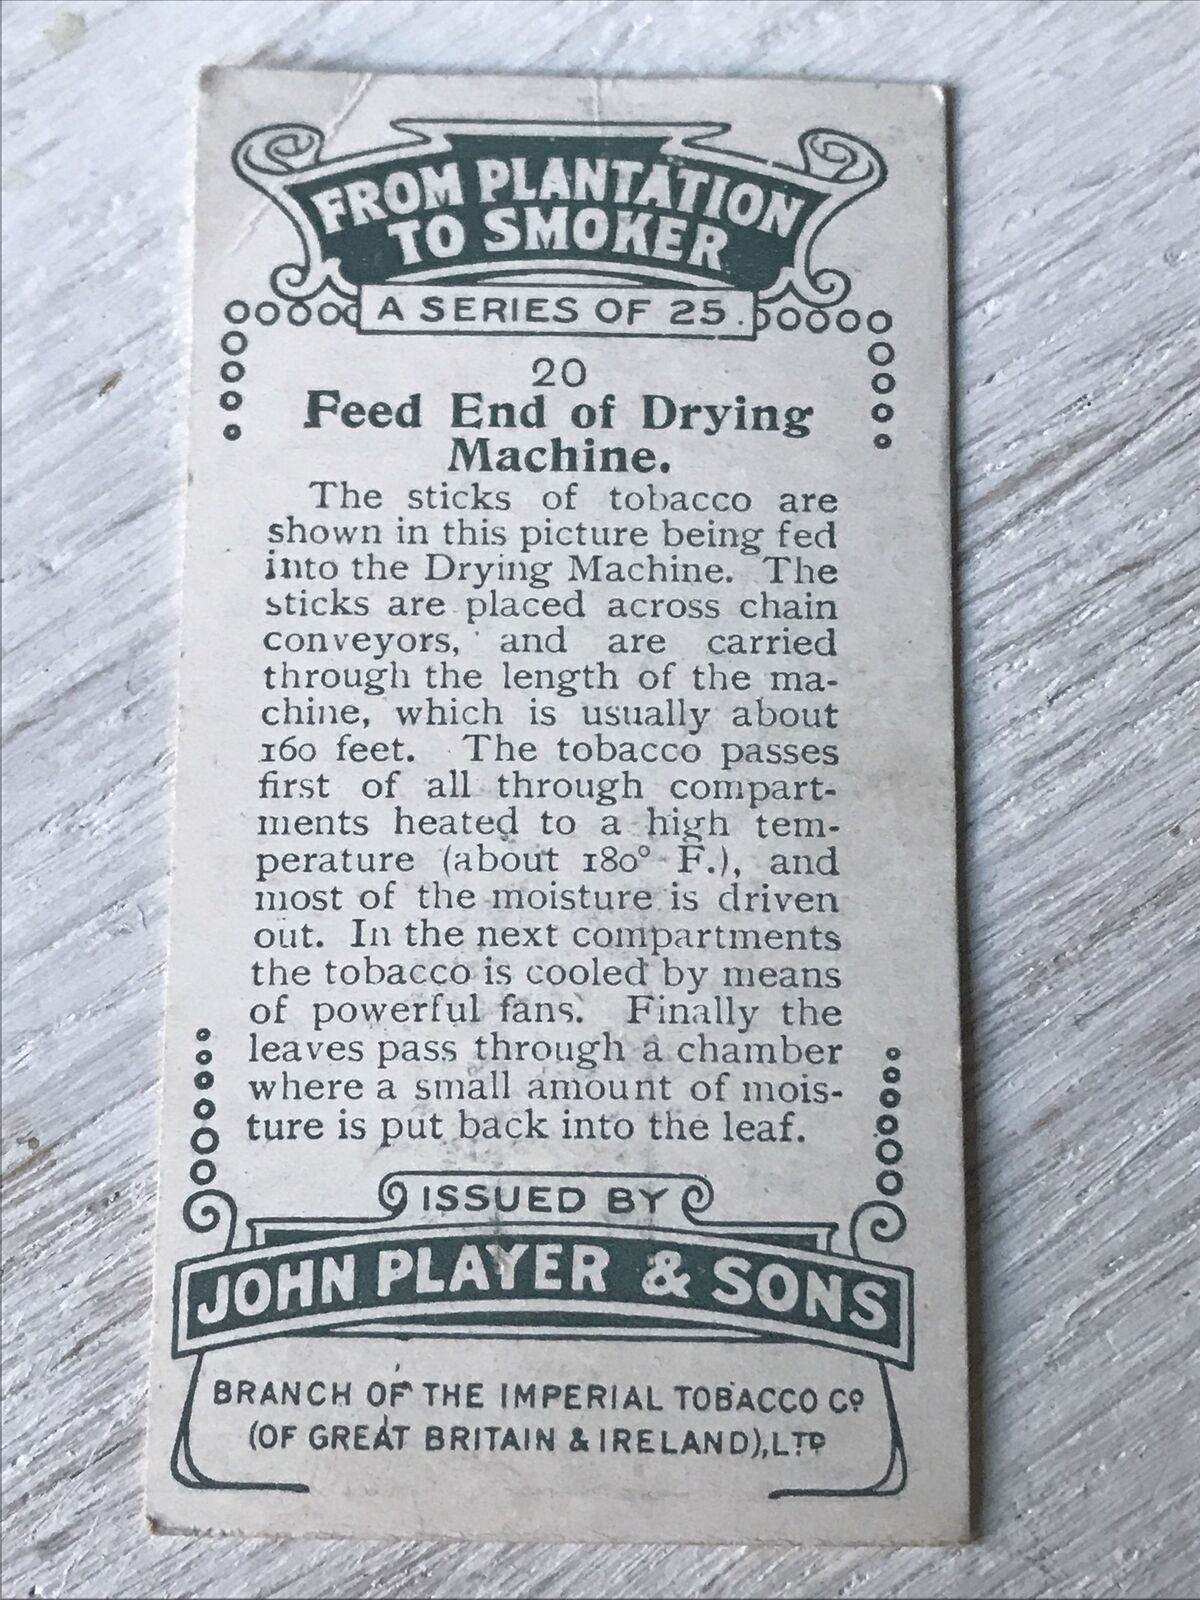 FROM PLANTATION
TO SMOKER
A SERIES OF 25.
20
Feed End of Drying
Machine.
The sticks of tobacco are
shown in this picture being fed
into the Drying Machine. The
sticks are placed across chain
conveyors, and are carried
through the length of the ma-
chine, which is usually about
160 feet. The tobacco passes
first of all through compart-
ments heated to a high tem-
perature (about 180° F.), and
most of the moisture is driven
out. In the next compartments
the tobacco is cooled by means
of powerful fans. Finally the
leaves pass through a chamber
where a small amount of mois-
ture is put back into the leaf.
ISSUED BY
JOHN PLAYER & SONS
BRANCH OF THE IMPERIAL TOBACCO Co
(OF GREAT BRITAIN & IRELAND), LTD